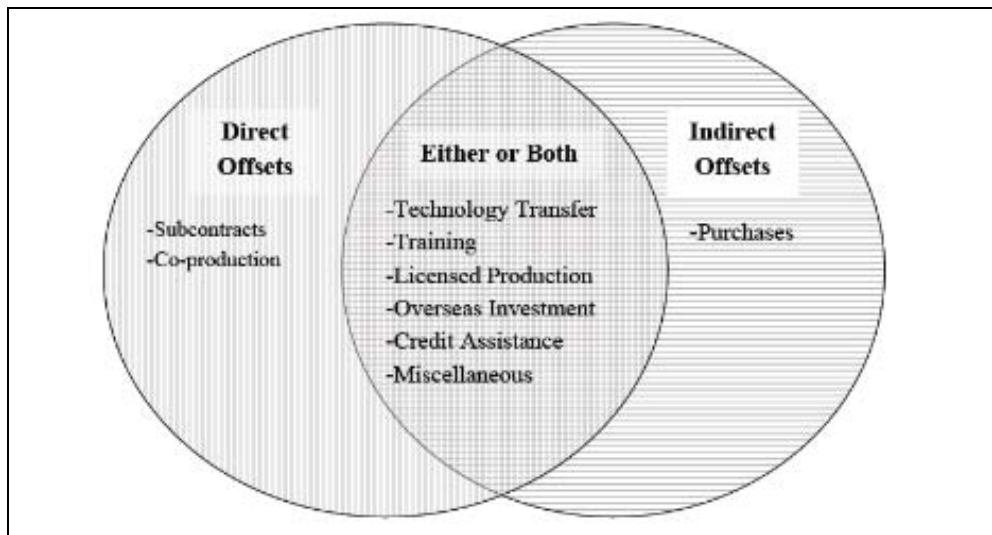 Direct
Offsets
-Subcontracts
-Co-production
Either or Both
-Technology Transfer
-Training
-Licensed Production
-Overseas Investment
-Credit Assistance
-Miscellaneous
Indirect
Offsets
-Purchases